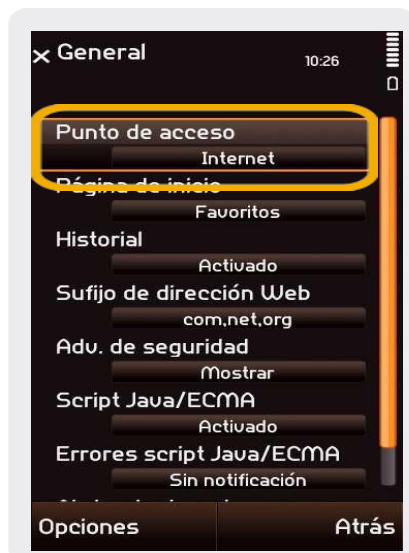 General
10:26
Punto de acceso
Internet
Página de inicio
Favoritos
Historial
Activado
Sufijo de dirección Web
com,net,org
Adv. de seguridad
Mostrar
Script Java/ECMA
Activado
Errores script Java/ECMA
Sin notificación
Opciones
Atrás